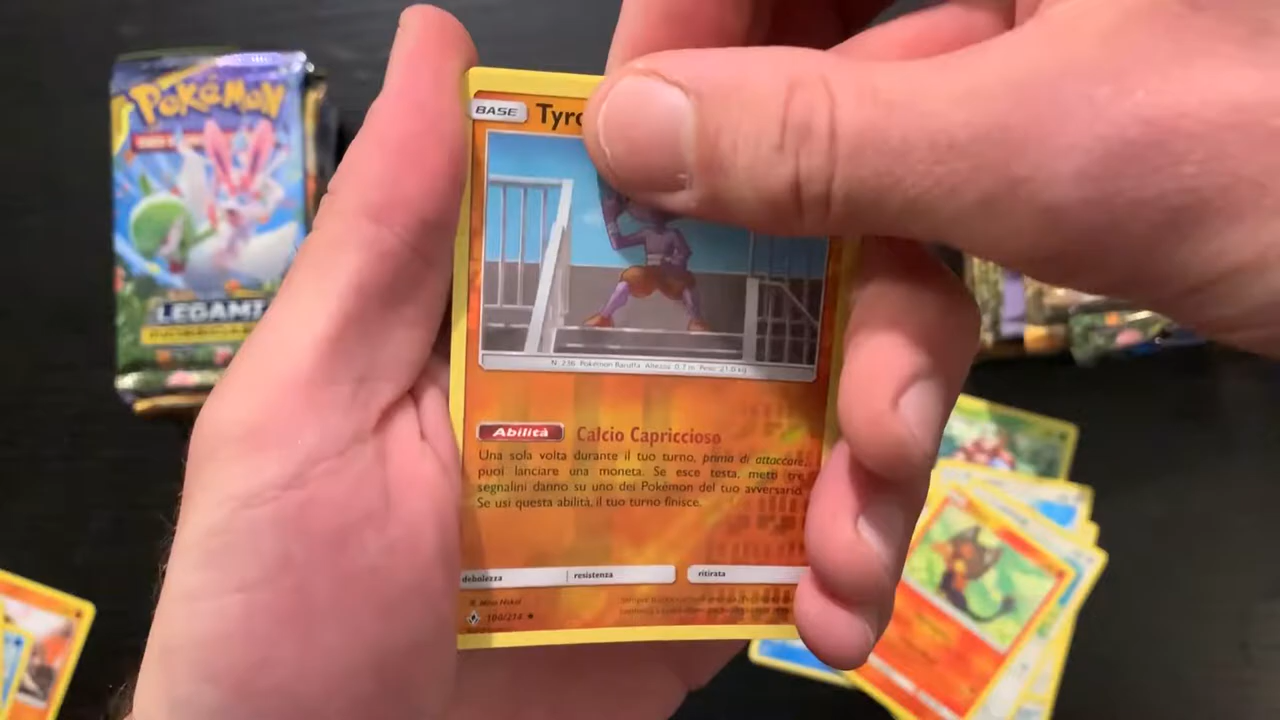 POKéMON
LEGAMI
BASE Tyro
N. 236 Pokémon Baruffa Altezza: 0.7 m Peso: 21.0 kg
Abilità Calcio Capriccioso
Una sola volta durante il tuo turno, prima di attaccare,
puoi lanciare una moneta. Se esce testa, metti tre
segnalini danno su uno dei Pokémon del tuo avversario.
Se usi questa abilità, il tuo turno finisce.
debolezza resistenza ritirata
100/214 ★